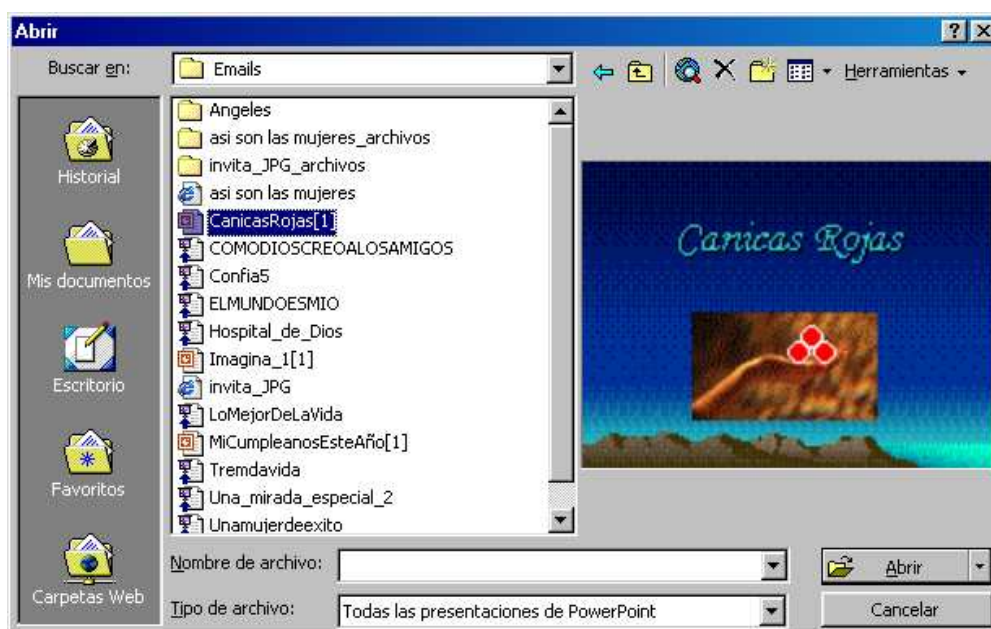 Abrir
Buscar en:
Emails
Herramientas
Historial
Mis documentos
Escritorio
Favoritos
Carpetas Web
Angeles
asi son las mujeres_archivos
invita_JPG_archivos
asi son las mujeres
CanicasRojas[1]
COMODIOSCREOALOSAMIGOS
Confia5
ELMUNDOESMIO
Hospital_de_Dios
Imagina_1[1]
invita_JPG
LoMejorDeLaVida
MiCumpleanosEsteAño[1]
Tremdavida
Una_mirada_especial_2
Unamujerdeexito
Canicas Rojas
Nombre de archivo:
Abrir
Tipo de archivo:
Todas las presentaciones de PowerPoint
Cancelar